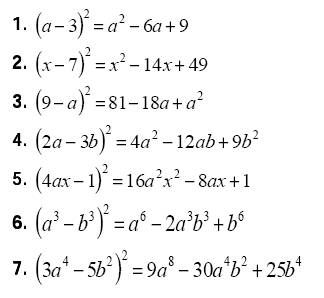 1. (a − 3)² = a² − 6a + 9
2. (x − 7)² = x² − 14x + 49
3. (9 − a)² = 81 − 18a + a²
4. (2a − 3b)² = 4a² − 12ab + 9b²
5. (4ax − 1)² = 16a²x² − 8ax + 1
6. (a³ − b³)² = a⁶ − 2a³b³ + b⁶
7. (3a⁴ − 5b²)² = 9a⁸ − 30a⁴b² + 25b⁴